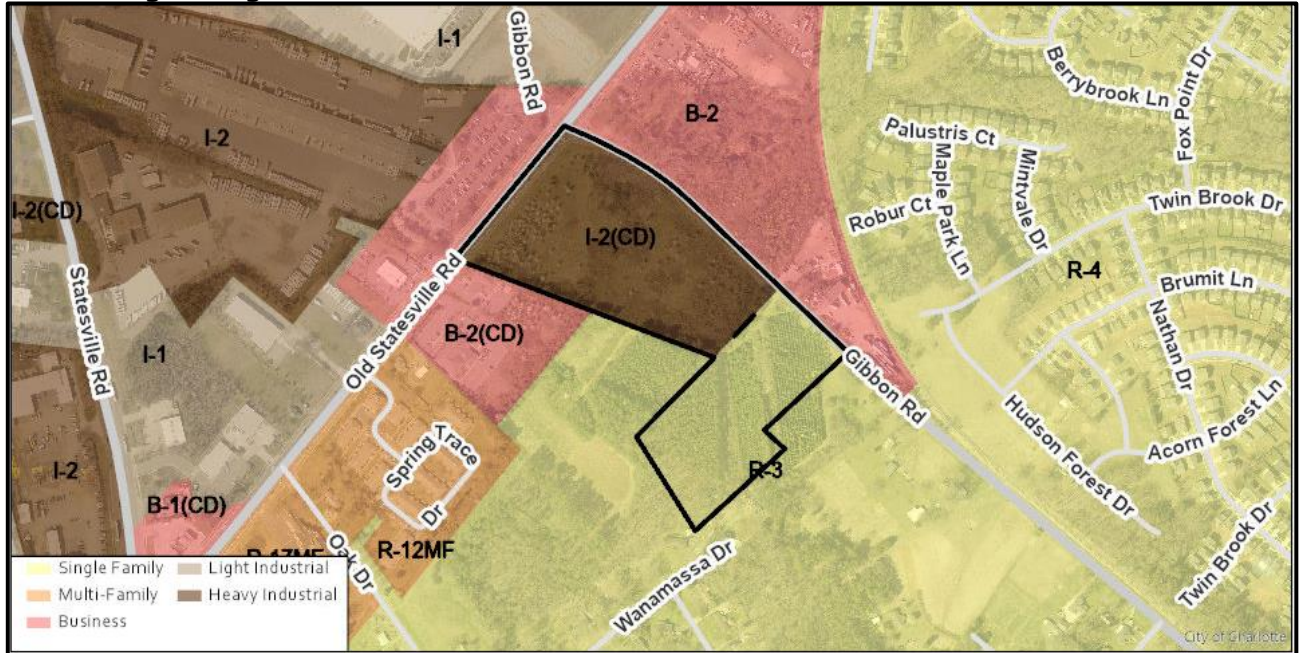 I-1
Gibbon Rd
B-2
I-2
Palustris Ct
Maple Park Ln
Mintvale Dr
Robur Ct
Berrybrook Ln
Fox Point Dr
Twin Brook Dr
R-4
Brumit Ln
Nathan Dr
Acorn Forest Ln
Hudson Forest Dr
Twin Brook Dr
I-2(CD)
I-2(CD)
Statesville Rd
Old Statesville Rd
I-1
B-2(CD)
Gibbon Rd
I-2
B-1(CD)
Spring Trace Dr
R-3
R-17MF
R-12MF
Oak Dr
Wanamassa Dr
Single Family
Light Industrial
Multi-Family
Heavy Industrial
Business
City of Charlotte